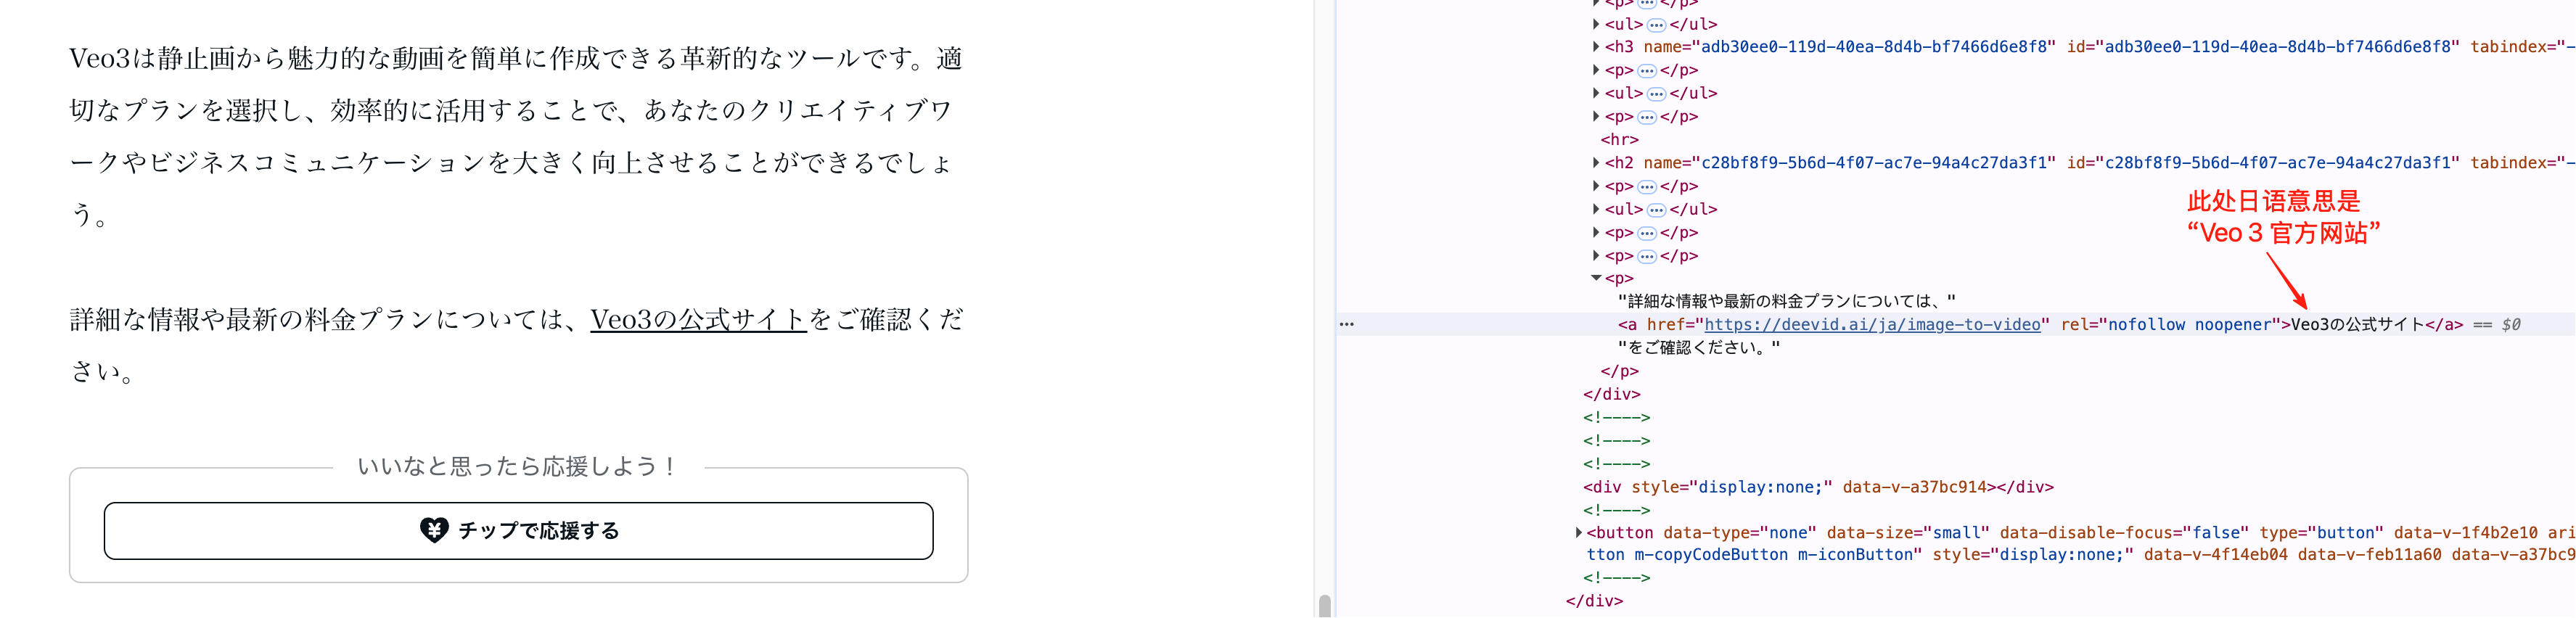 Veo3は静止画から魅力的な動画を簡単に作成できる革新的なツールです。適
切なプランを選択し、効率的に活用することで、あなたのクリエイティブワ
ークやビジネスコミュニケーションを大きく向上させることができるでしょ
う。
詳細な情報や最新の料金プランについては、Veo3の公式サイトをご確認くだ
さい。
いいなと思ったら応援しよう！
チップで応援する
<p>…</p>
<ul>…</ul>
<h3 name="adb30ee0-119d-40ea-8d4b-bf7466d6e8f8" id="adb30ee0-119d-40ea-8d4b-bf7466d6e8f8" tabindex="-
<p>…</p>
<ul>…</ul>
<p>…</p>
<hr>
<h2 name="c28bf8f9-5b6d-4f07-ac7e-94a4c27da3f1" id="c28bf8f9-5b6d-4f07-ac7e-94a4c27da3f1" tabindex="-
<p>…</p>
<ul>…</ul>
<p>…</p>
<p>…</p>
此处日语意思是
“Veo 3 官方网站”
<p>
"詳細な情報や最新の料金プランについては、"
… <a href="https://deevid.ai/ja/image-to-video" rel="nofollow noopener">Veo3の公式サイト</a> == $0
"をご確認ください。"
</p>
</div>
<!---->
<!---->
<!---->
<div style="display:none;" data-v-a37bc914></div>
<!---->
<button data-type="none" data-size="small" data-disable-focus="false" type="button" data-v-1f4b2e10 ari
tton m-copyCodeButton m-iconButton" style="display:none;" data-v-4f14eb04 data-v-feb11a60 data-v-a37bc9
<!---->
</div>